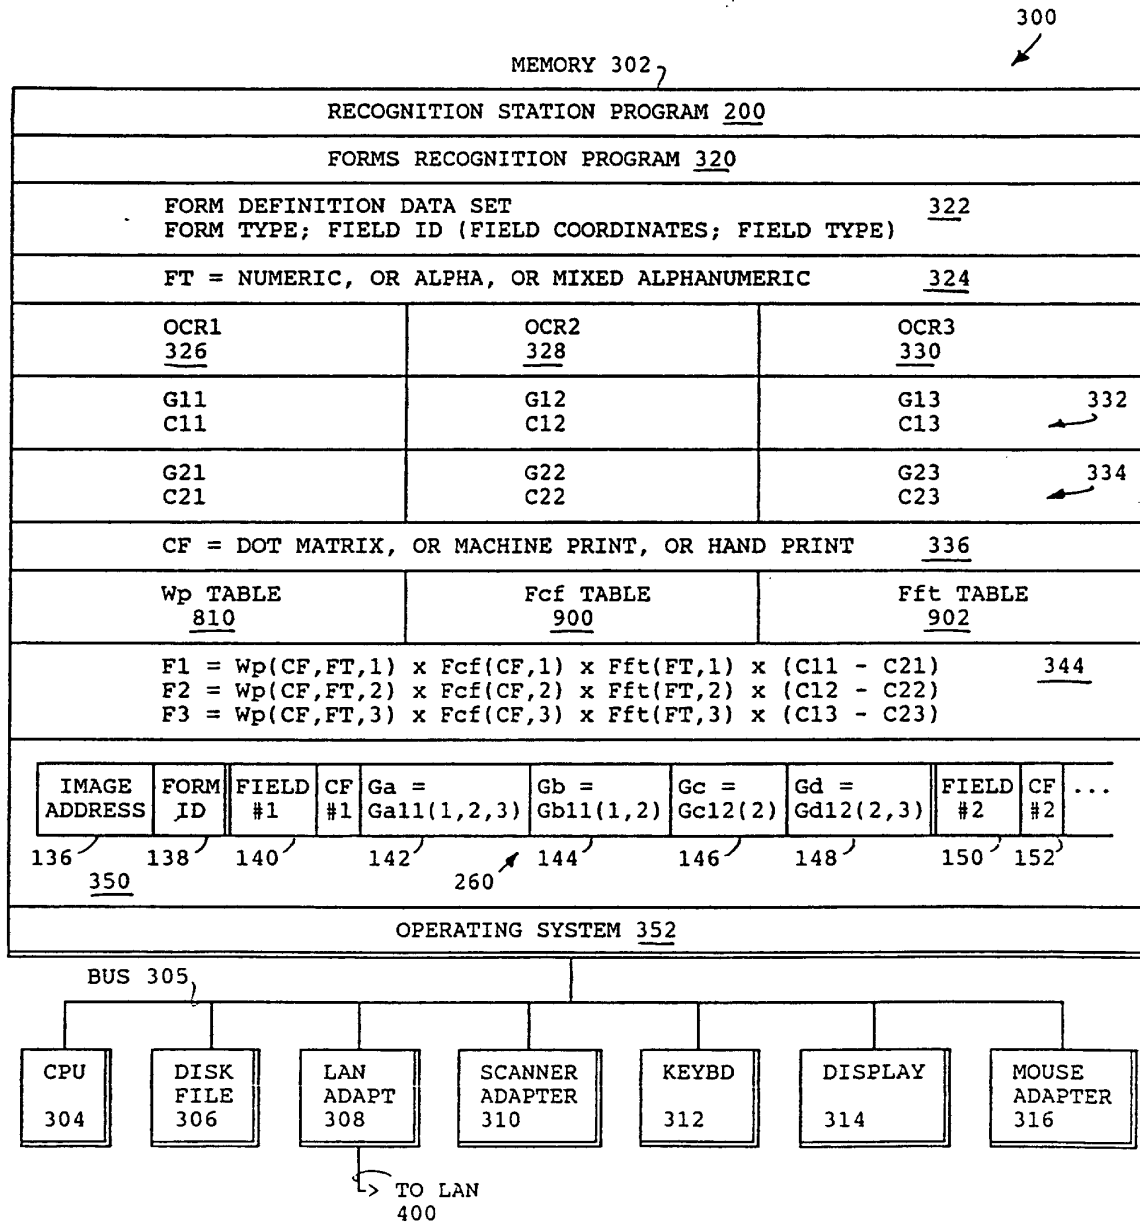 300
MEMORY 302
RECOGNITION STATION PROGRAM 200
FORMS RECOGNITION PROGRAM 320
FORM DEFINITION DATA SET 322
FORM TYPE; FIELD ID (FIELD COORDINATES; FIELD TYPE)
FT = NUMERIC, OR ALPHA, OR MIXED ALPHANUMERIC 324
OCR1 OCR2 OCR3
326 328 330
G11 G12 G13 332
C11 C12 C13
G21 G22 G23 334
C21 C22 C23
CF = DOT MATRIX, OR MACHINE PRINT, OR HAND PRINT 336
Wp TABLE Fcf TABLE Fft TABLE
810 900 902
F1 = Wp(CF,FT,1) x Fcf(CF,1) x Fft(FT,1) x (C11 - C21) 344
F2 = Wp(CF,FT,2) x Fcf(CF,2) x Fft(FT,2) x (C12 - C22)
F3 = Wp(CF,FT,3) x Fcf(CF,3) x Fft(FT,3) x (C13 - C23)
IMAGE FORM FIELD CF Ga = Gb = Gc = Gd = FIELD CF ...
ADDRESS ID #1 #1 Ga11(1,2,3) Gb11(1,2) Gc12(2) Gd12(2,3) #2 #2
136 138 140 142 144 146 148 150 152
350 260
OPERATING SYSTEM 352
BUS 305
CPU DISK LAN SCANNER KEYBD DISPLAY MOUSE
FILE ADAPT ADAPTER ADAPTER
304 306 308 310 312 314 316
TO LAN
400